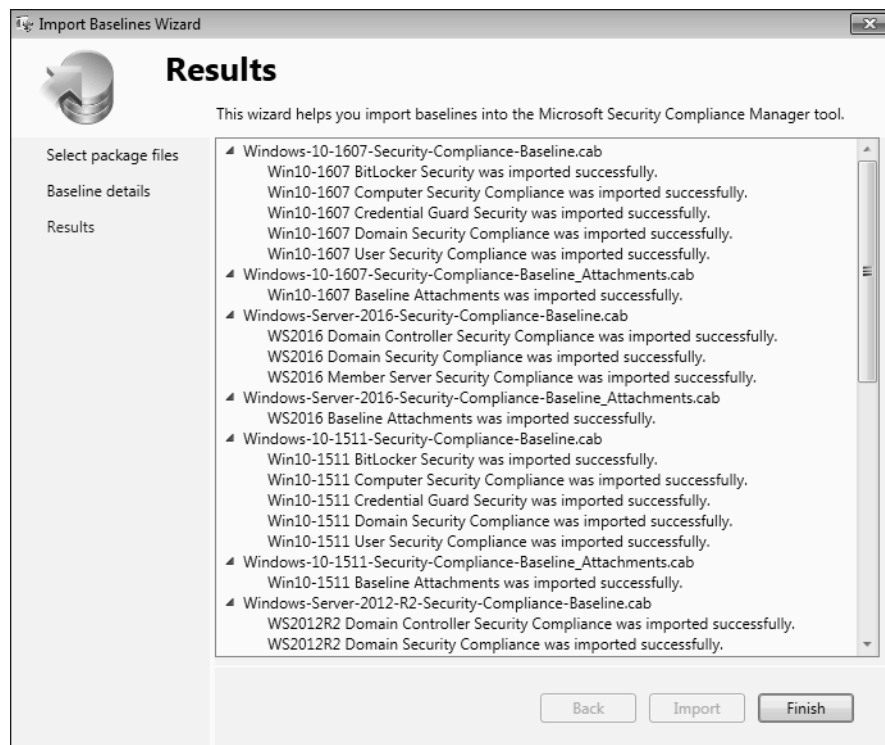 Import Baselines Wizard
Results
This wizard helps you import baselines into the Microsoft Security Compliance Manager tool.
Select package files
Baseline details
Results
Windows-10-1607-Security-Compliance-Baseline.cab
Win10-1607 BitLocker Security was imported successfully.
Win10-1607 Computer Security Compliance was imported successfully.
Win10-1607 Credential Guard Security was imported successfully.
Win10-1607 Domain Security Compliance was imported successfully.
Win10-1607 User Security Compliance was imported successfully.
Windows-10-1607-Security-Compliance-Baseline_Attachments.cab
Win10-1607 Baseline Attachments was imported successfully.
Windows-Server-2016-Security-Compliance-Baseline.cab
WS2016 Domain Controller Security Compliance was imported successfully.
WS2016 Domain Security Compliance was imported successfully.
WS2016 Member Server Security Compliance was imported successfully.
Windows-Server-2016-Security-Compliance-Baseline_Attachments.cab
WS2016 Baseline Attachments was imported successfully.
Windows-10-1511-Security-Compliance-Baseline.cab
Win10-1511 BitLocker Security was imported successfully.
Win10-1511 Computer Security Compliance was imported successfully.
Win10-1511 Credential Guard Security was imported successfully.
Win10-1511 Domain Security Compliance was imported successfully.
Win10-1511 User Security Compliance was imported successfully.
Windows-10-1511-Security-Compliance-Baseline_Attachments.cab
Win10-1511 Baseline Attachments was imported successfully.
Windows-Server-2012-R2-Security-Compliance-Baseline.cab
WS2012R2 Domain Controller Security Compliance was imported successfully.
WS2012R2 Domain Security Compliance was imported successfully.
Back
Import
Finish